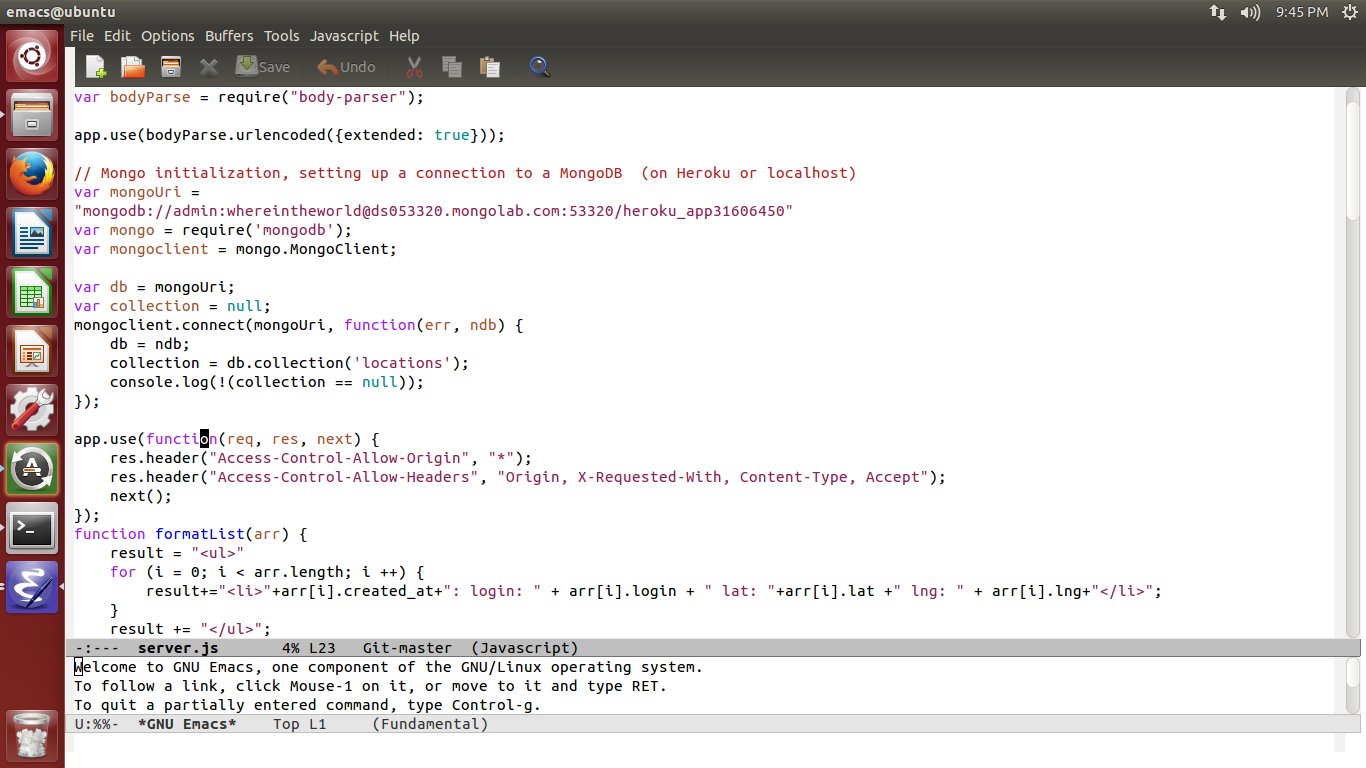 emacs@ubuntu
9:45 PM
File Edit Options Buffers Tools Javascript Help
Save Undo
var bodyParse = require("body-parser");
app.use(bodyParse.urlencoded({extended: true}));
// Mongo initialization, setting up a connection to a MongoDB  (on Heroku or localhost)
var mongoUri =
"mongodb://admin:whereintheworld@ds053320.mongolab.com:53320/heroku_app31606450"
var mongo = require('mongodb');
var mongoclient = mongo.MongoClient;
var db = mongoUri;
var collection = null;
mongoclient.connect(mongoUri, function(err, ndb) {
    db = ndb;
    collection = db.collection('locations');
    console.log(!(collection == null));
});
app.use(function(req, res, next) {
    res.header("Access-Control-Allow-Origin", "*");
    res.header("Access-Control-Allow-Headers", "Origin, X-Requested-With, Content-Type, Accept");
    next();
});
function formatList(arr) {
    result = "<ul>"
    for (i = 0; i < arr.length; i ++) {
        result+="<li>"+arr[i].created_at+": login: " + arr[i].login + " lat: "+arr[i].lat +" lng: " + arr[i].lng+"</li>";
    }
    result += "</ul>";
-:---  server.js       4% L23   Git-master  (Javascript)
Welcome to GNU Emacs, one component of the GNU/Linux operating system.
To follow a link, click Mouse-1 on it, or move to it and type RET.
To quit a partially entered command, type Control-g.
U:%%-  *GNU Emacs*    Top L1     (Fundamental)